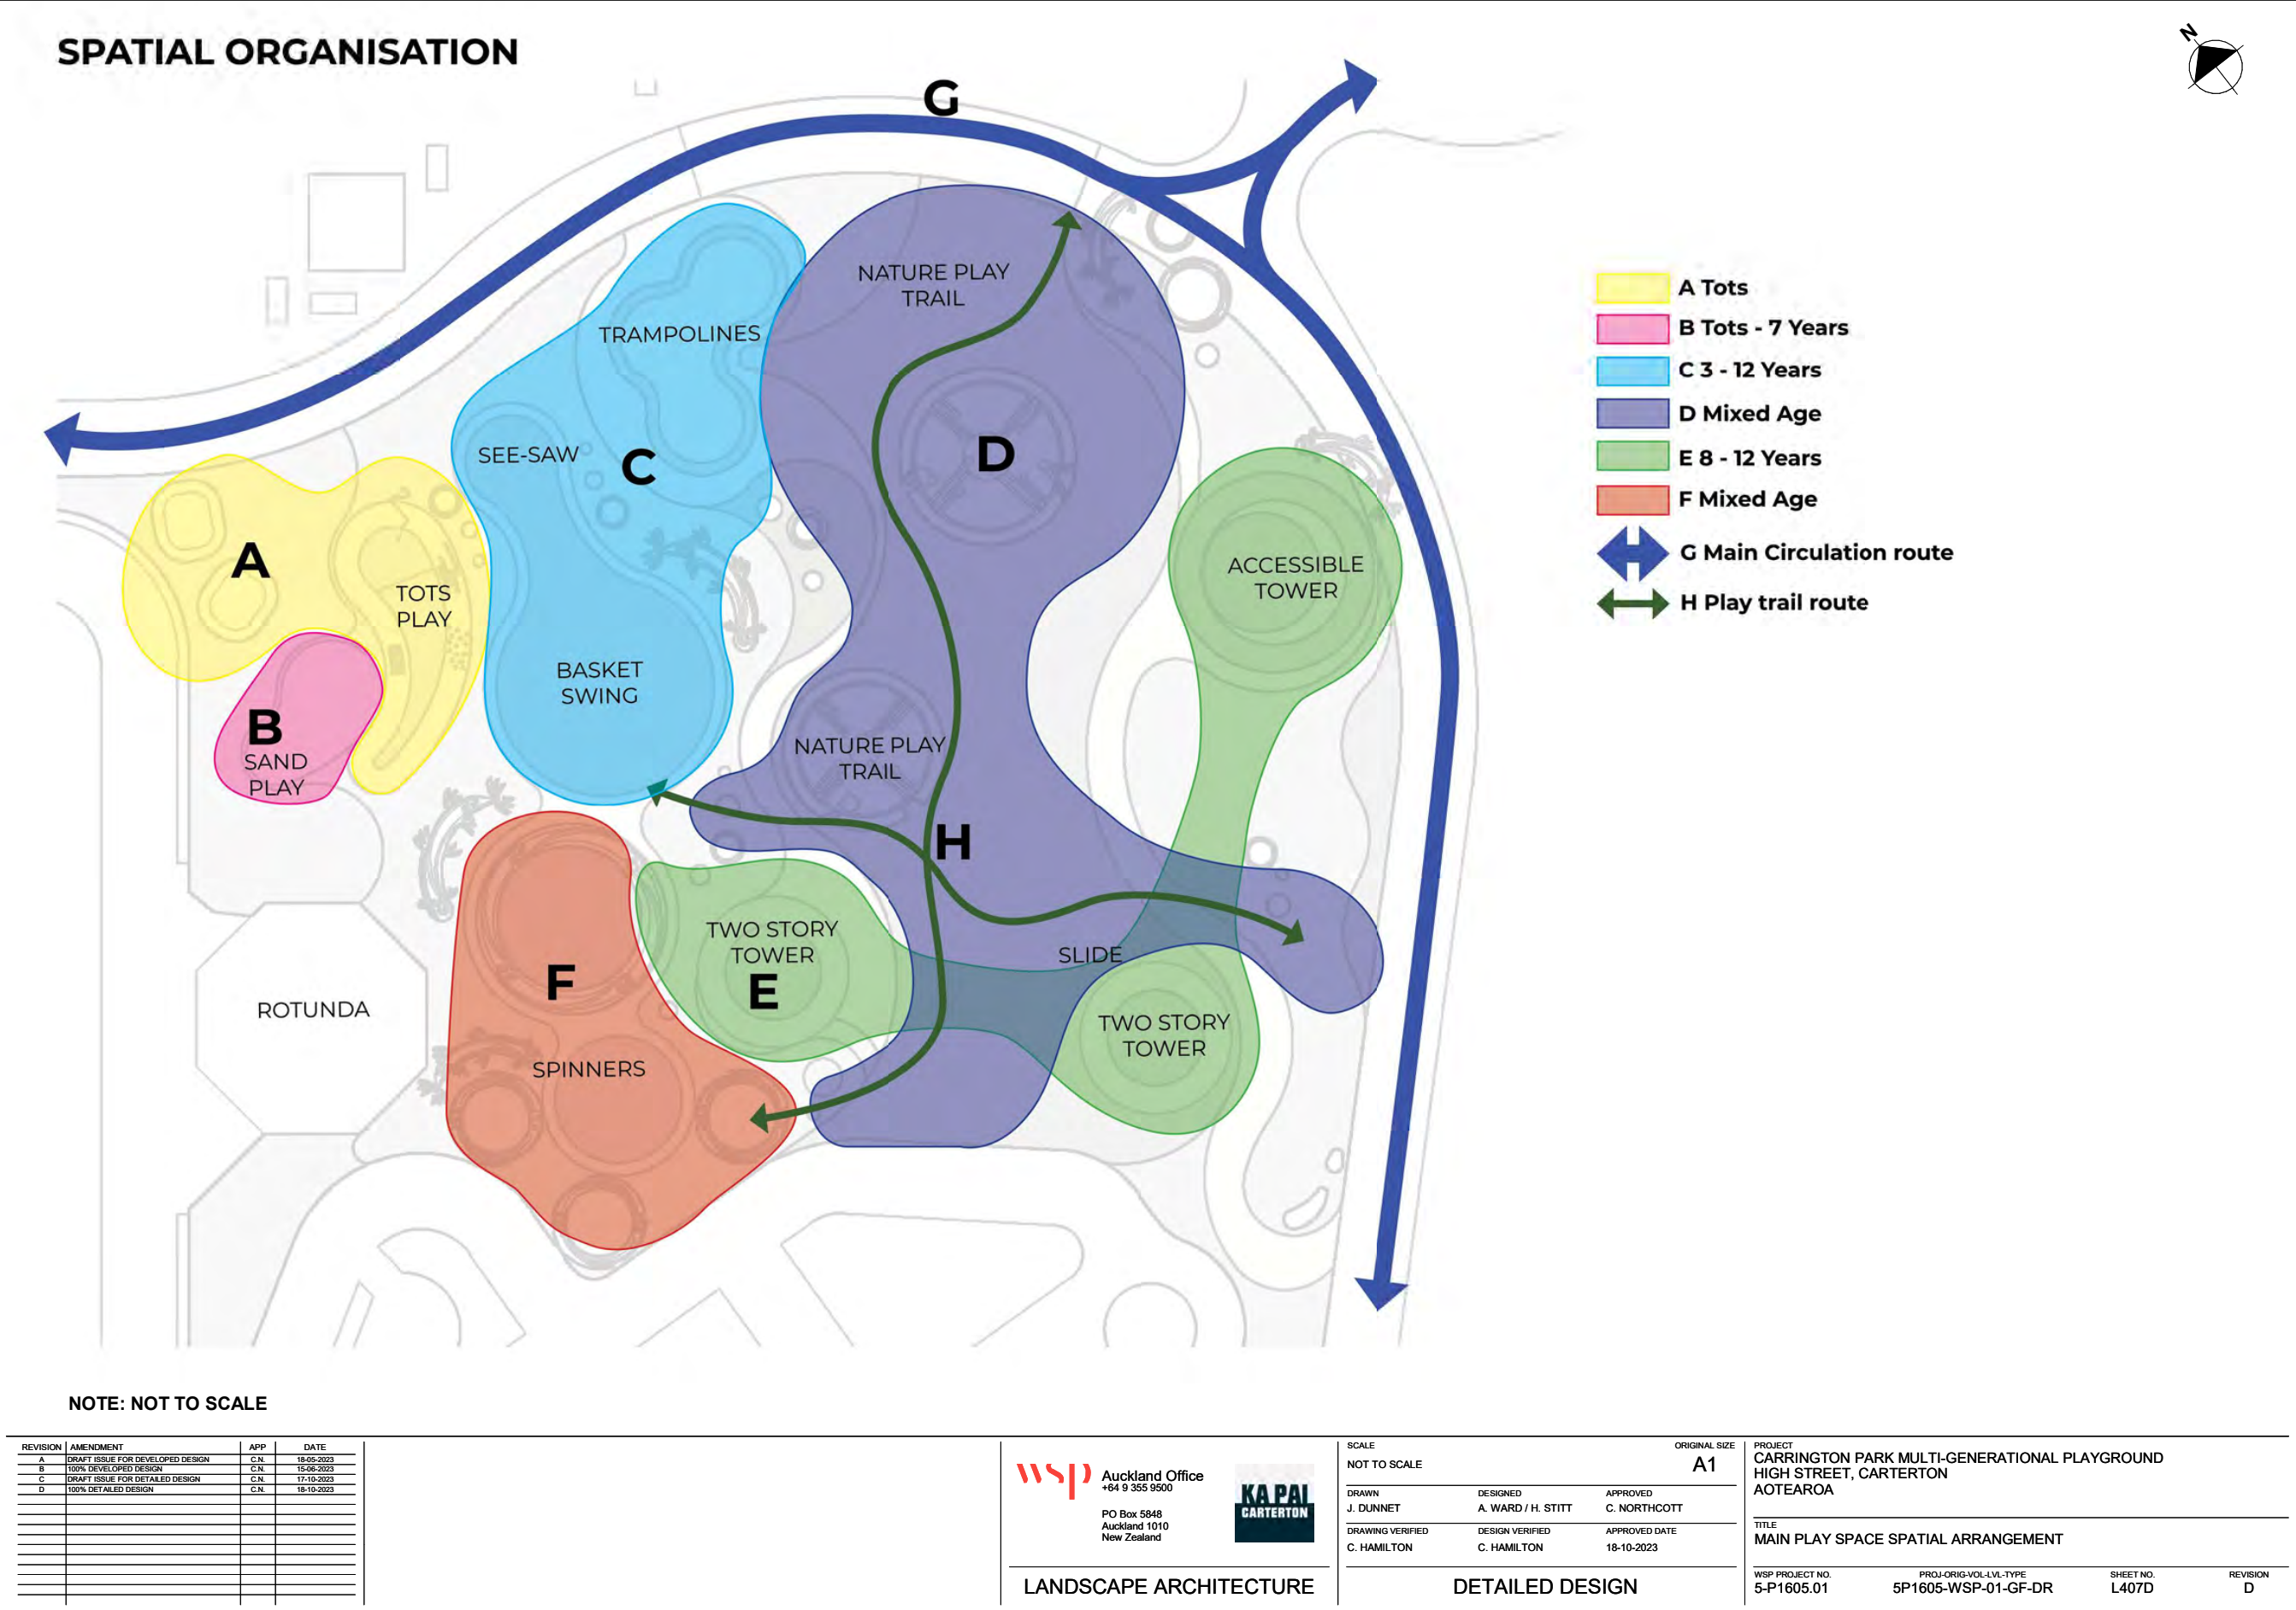 SPATIAL ORGANISATION
N
G
NATURE PLAY
TRAIL
TRAMPOLINES
SEE-SAW
C
D
A
TOTS
PLAY
ACCESSIBLE
TOWER
BASKET
SWING
B
SAND
PLAY
NATURE PLAY
TRAIL
H
TWO STORY
TOWER
E
SLIDE
F
ROTUNDA
SPINNERS
TWO STORY
TOWER
A Tots
B Tots - 7 Years
C 3 - 12 Years
D Mixed Age
E 8 - 12 Years
F Mixed Age
G Main Circulation route
H Play trail route
NOTE: NOT TO SCALE
REVISION AMENDMENT APP DATE
A DRAFT ISSUE FOR DEVELOPED DESIGN C.N. 18-05-2023
B 100% DEVELOPED DESIGN C.N. 15-06-2023
C DRAFT ISSUE FOR DETAILED DESIGN C.N. 17-10-2023
D 100% DETAILED DESIGN C.N. 18-10-2023
wsp
Auckland Office
+64 9 355 9500
PO Box 5848
Auckland 1010
New Zealand
KA PAI
CARTERTON
LANDSCAPE ARCHITECTURE
SCALE ORIGINAL SIZE
NOT TO SCALE A1
DRAWN DESIGNED APPROVED
J. DUNNET A. WARD / H. STITT C. NORTHCOTT
DRAWING VERIFIED DESIGN VERIFIED APPROVED DATE
C. HAMILTON C. HAMILTON 18-10-2023
DETAILED DESIGN
PROJECT
CARRINGTON PARK MULTI-GENERATIONAL PLAYGROUND
HIGH STREET, CARTERTON
AOTEAROA
TITLE
MAIN PLAY SPACE SPATIAL ARRANGEMENT
WSP PROJECT NO. PROJ-ORIG-VOL-LVL-TYPE SHEET NO. REVISION
5-P1605.01 5P1605-WSP-01-GF-DR L407D D